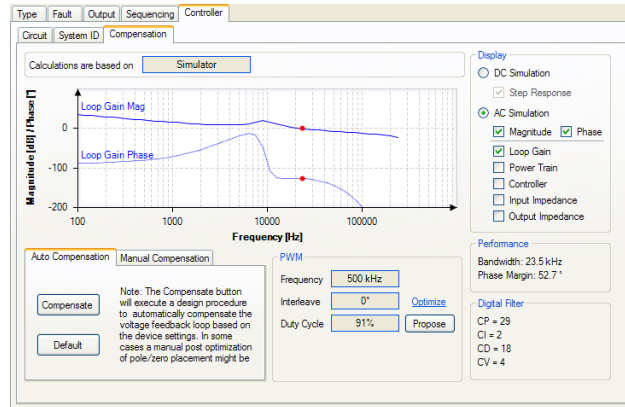 Type Fault Output Sequencing Controller
Circuit System ID Compensation
Calculations are based on Simulator
Magnitude [dB] / Phase [°]
Loop Gain Mag
Loop Gain Phase
0
-100
-200
100 1000 10000 100000
Frequency [Hz]
Auto Compensation Manual Compensation
Compensate
Default
Note: The Compensate button
will execute a design procedure
to automatically compensate the
voltage feedback loop based on
the device settings. In some
cases a manual post optimization
of pole/zero placement might be
PWM
Frequency 500 kHz
Interleave 0° Optimize
Duty Cycle 91% Propose
Display
DC Simulation
Step Response
AC Simulation
Magnitude Phase
Loop Gain
Power Train
Controller
Input Impedance
Output Impedance
Performance
Bandwidth: 23.5 kHz
Phase Margin: 52.7 °
Digital Filter
CP = 29
CI = 2
CD = 18
CV = 4